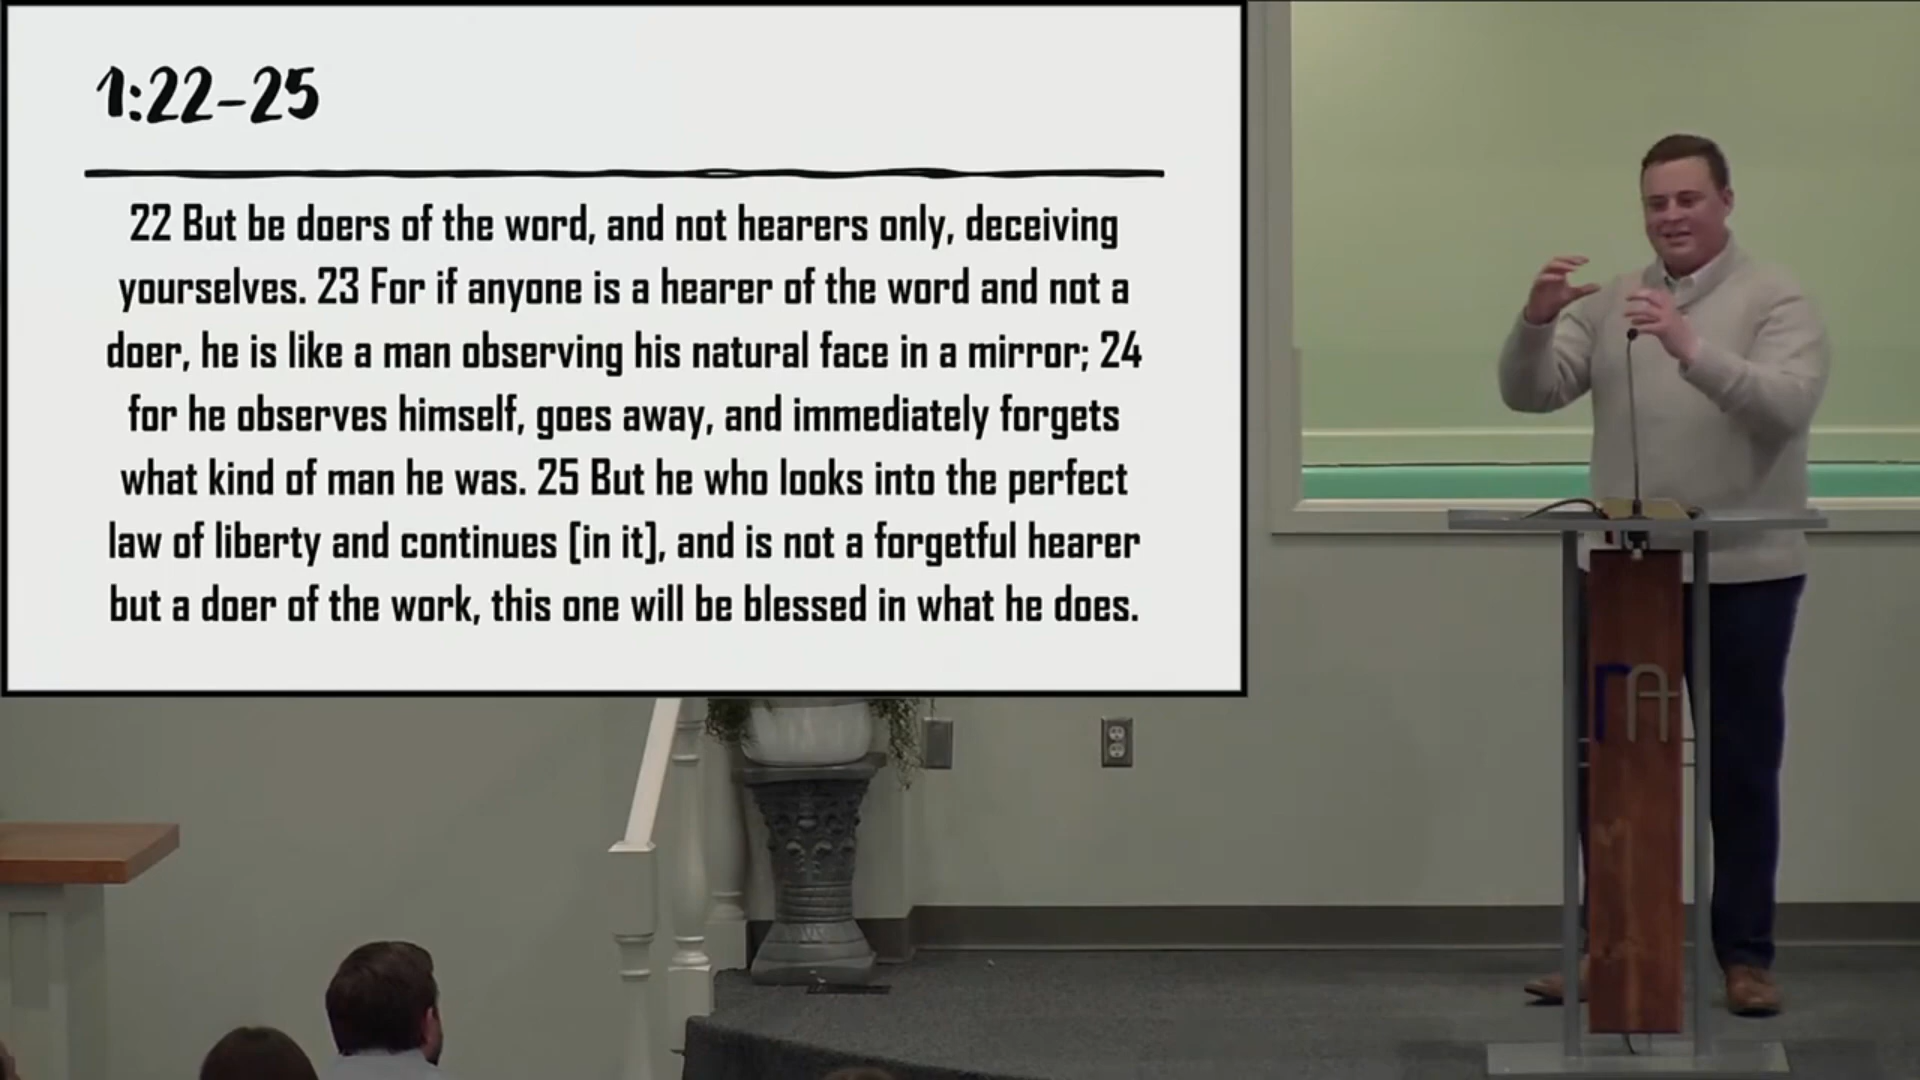 1:22-25
22 But be doers of the word, and not hearers only, deceiving
yourselves. 23 For if anyone is a hearer of the word and not a
doer, he is like a man observing his natural face in a mirror; 24
for he observes himself, goes away, and immediately forgets
what kind of man he was. 25 But he who looks into the perfect
law of liberty and continues [in it], and is not a forgetful hearer
but a doer of the work, this one will be blessed in what he does.